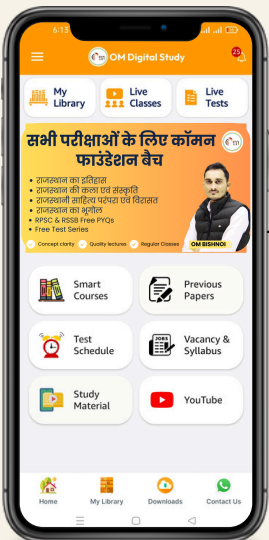 6:13
OM Digital Study
25
My Library
Live Classes
Live Tests
सभी परीक्षाओं के लिए कॉमन
फाउंडेशन बैच
• राजस्थान का इतिहास
• राजस्थान की कला एवं संस्कृति
• राजस्थानी साहित्य परंपरा एवं विरासत
• राजस्थान का भूगोल
• RPSC & RSSB Free PYQs
• Free Test Series
Concept clarity
Quality lectures
Regular Classes
OM BISHNOI
Smart Courses
Previous Papers
Test Schedule
JOBS
Vacancy & Syllabus
Study Material
YouTube
Home
My Library
Downloads
Contact Us